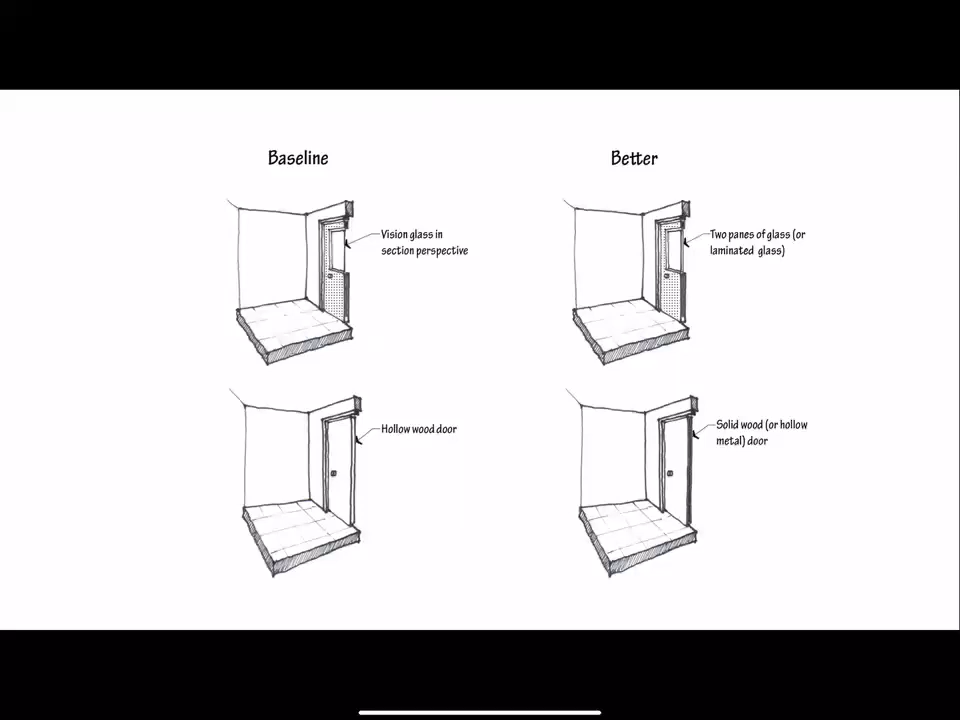 Baseline
Better
Vision glass in
section perspective
Two panes of glass (or
laminated glass)
Hollow wood door
Solid wood (or hollow
metal) door